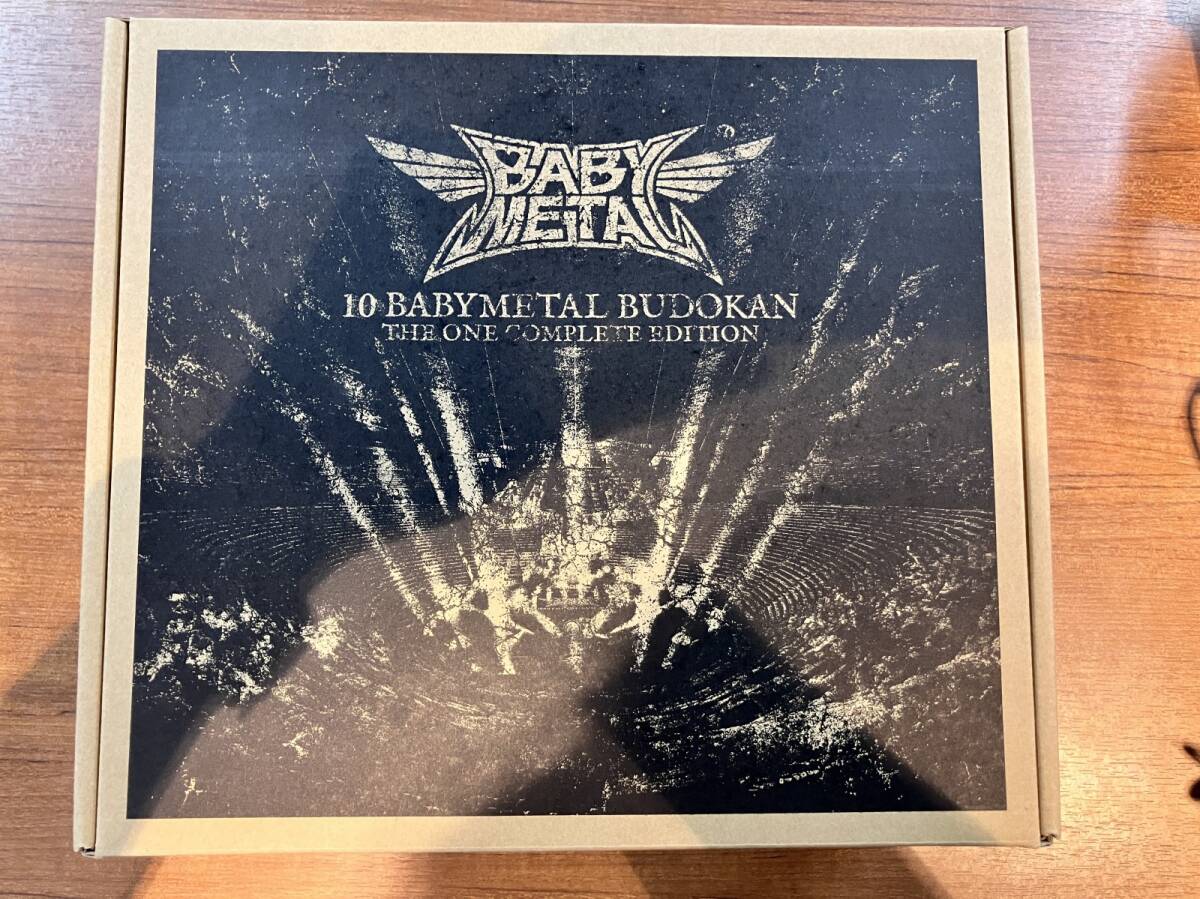 BABY
METAL
10 BABYMETAL BUDOKAN
THE ONE COMPLETE EDITION